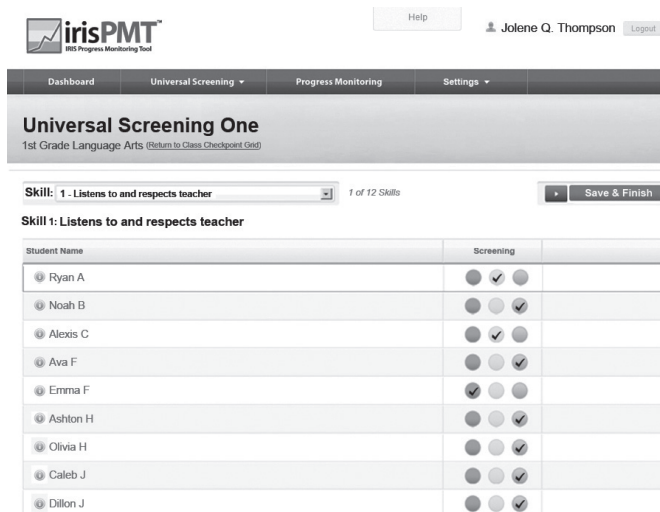 irisPMT
IRIS Progress Monitoring Tool
Help
Jolene Q. Thompson Logout
Dashboard Universal Screening Progress Monitoring Settings
Universal Screening One
1st Grade Language Arts (Return to Class Checkpoint Grid)
Skill: 1 - Listens to and respects teacher 1 of 12 Skills Save & Finish
Skill 1: Listens to and respects teacher
Student Name Screening
Ryan A
Noah B
Alexis C
Ava F
Emma F
Ashton H
Olivia H
Caleb J
Dillon J